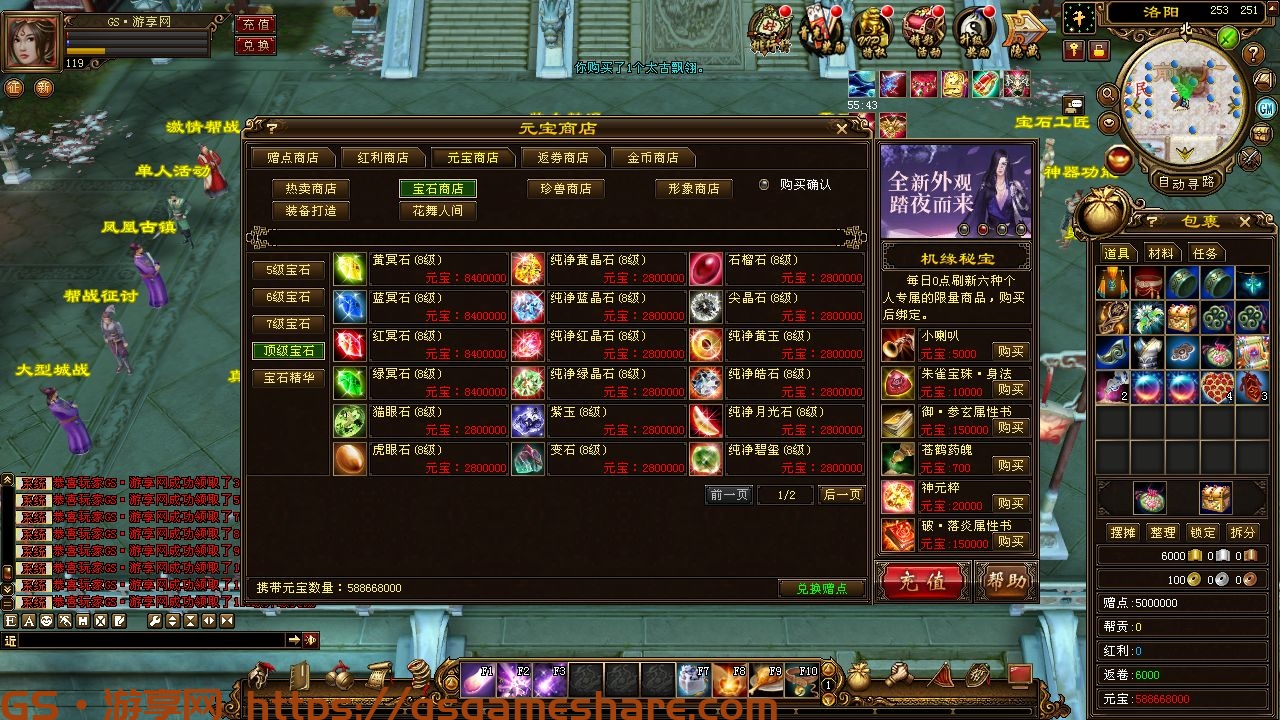 GS·游享网
充值
兑换
119
征
新
你购买了1个太古飘翎。
55:43
洛阳
253 251
北
民
GM
自动寻路
激情帮战
单人活动
凤凰古镇
帮战征讨
大型城战
宝石工匠
元宝商店
赠点商店
红利商店
元宝商店
返券商店
金币商店
热卖商店
宝石商店
珍兽商店
形象商店
购买确认
装备打造
花舞人间
5级宝石
6级宝石
7级宝石
顶级宝石
宝石精华
黄冥石(8级)
元宝：8400000
纯净黄晶石(8级)
元宝：2800000
石榴石(8级)
元宝：2800000
蓝冥石(8级)
元宝：8400000
纯净蓝晶石(8级)
元宝：2800000
尖晶石(8级)
元宝：2800000
红冥石(8级)
元宝：8400000
纯净红晶石(8级)
元宝：2800000
纯净黄玉(8级)
元宝：2800000
绿冥石(8级)
元宝：8400000
纯净绿晶石(8级)
元宝：2800000
纯净皓石(8级)
元宝：2800000
猫眼石(8级)
元宝：2800000
紫玉(8级)
元宝：2800000
纯净月光石(8级)
元宝：2800000
虎眼石(8级)
元宝：2800000
变石(8级)
元宝：2800000
纯净碧玺(8级)
元宝：2800000
前一页
1/2
后一页
携带元宝数量：588668000
兑换赠点
全新外观
踏夜而来
机缘秘宝
每日0点刷新六种个
人专属的限量商品，购买
后绑定。
小喇叭
元宝:5000
购买
朱雀宝珠·身法
元宝:10000
购买
御·参玄属性书
元宝:150000
购买
苍鹤药魄
元宝:700
购买
神元粹
元宝:20000
购买
破·落炎属性书
元宝:150000
购买
充值
帮助
包裹
道具
材料
任务
2
4
3
摆摊
整理
锁定
拆分
6000 0 0
100 0 0
赠点:5000000
帮贡:0
红利:0
返卷:6000
元宝:588668000
近
F1
F2
F3
F7
F8
F9
F10
GS·游享网 https://gsgameshare.com